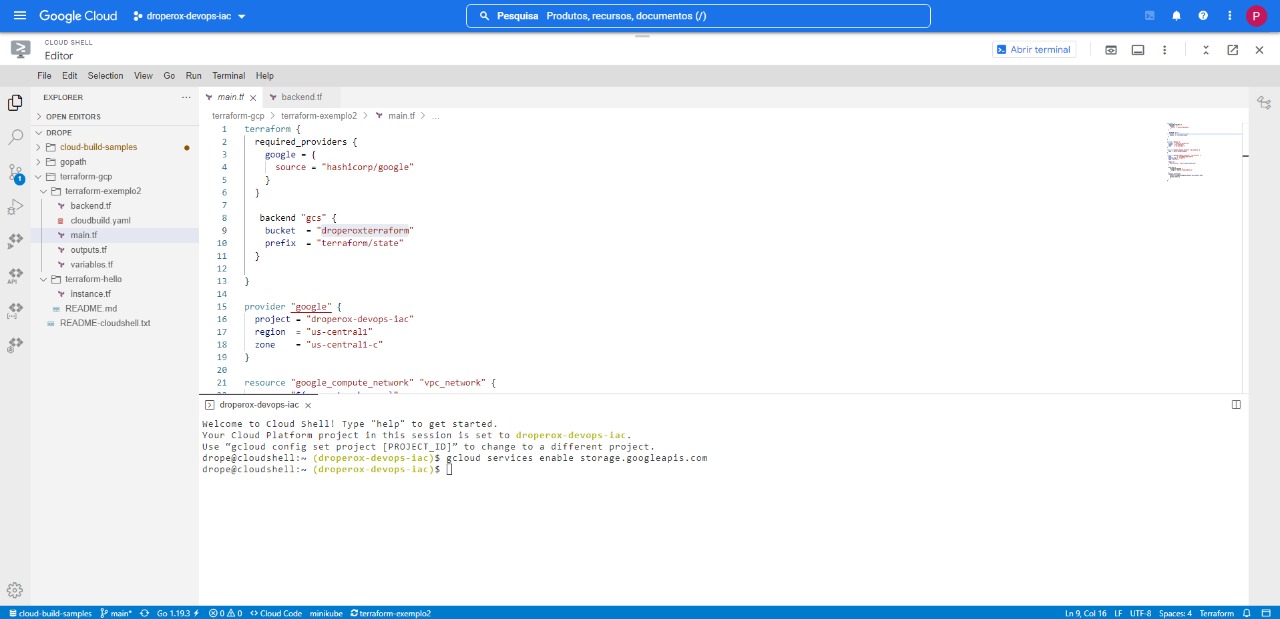 Google Cloud droperox-devops-iac Pesquisa Produtos, recursos, documentos (/) P
CLOUD SHELL
Editor
Abrir terminal
File Edit Selection View Go Run Terminal Help
EXPLORER
OPEN EDITORS
DROPE
cloud-build-samples
gopath
terraform-gcp
terraform-exemplo2
backend.tf
cloudbuild.yaml
main.tf
outputs.tf
variables.tf
terraform-hello
instance.tf
README.md
README-cloudshell.txt
main.tf backend.tf
terraform-gcp > terraform-exemplo2 > main.tf > ...
1 terraform {
2 required_providers {
3 google = {
4 source = "hashicorp/google"
5 }
6 }
7
8 backend "gcs" {
9 bucket = "droperoxterraform"
10 prefix = "terraform/state"
11 }
12
13 }
14
15 provider "google" {
16 project = "droperox-devops-iac"
17 region = "us-central1"
18 zone = "us-central1-c"
19 }
20
21 resource "google_compute_network" "vpc_network" {
droperox-devops-iac
Welcome to Cloud Shell! Type "help" to get started.
Your Cloud Platform project in this session is set to droperox-devops-iac.
Use “gcloud config set project [PROJECT_ID]” to change to a different project.
drope@cloudshell:~ (droperox-devops-iac)$ gcloud services enable storage.googleapis.com
drope@cloudshell:~ (droperox-devops-iac)$
cloud-build-samples main* Go 1.19.3 0 0 Cloud Code minikube terraform-exemplo2 Ln 9, Col 16 LF UTF-8 Spaces: 4 Terraform